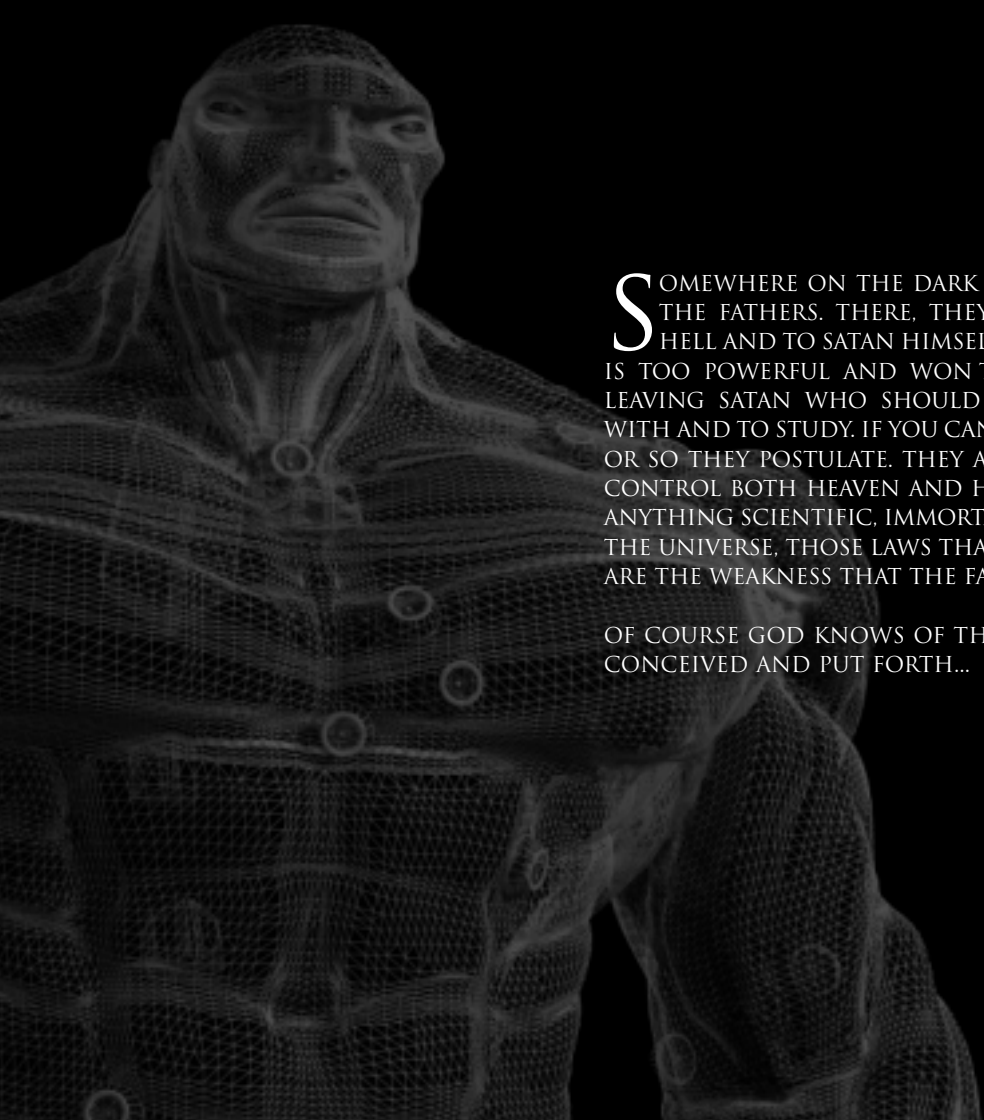 SOMEWHERE ON THE DARK
THE FATHERS. THERE, THEY
HELL AND TO SATAN HIMSEL
IS TOO POWERFUL AND WON T
LEAVING SATAN WHO SHOULD
WITH AND TO STUDY. IF YOU CAN
OR SO THEY POSTULATE. THEY A
CONTROL BOTH HEAVEN AND H
ANYTHING SCIENTIFIC, IMMORT
THE UNIVERSE, THOSE LAWS THA
ARE THE WEAKNESS THAT THE FA
OF COURSE GOD KNOWS OF TH
CONCEIVED AND PUT FORTH...